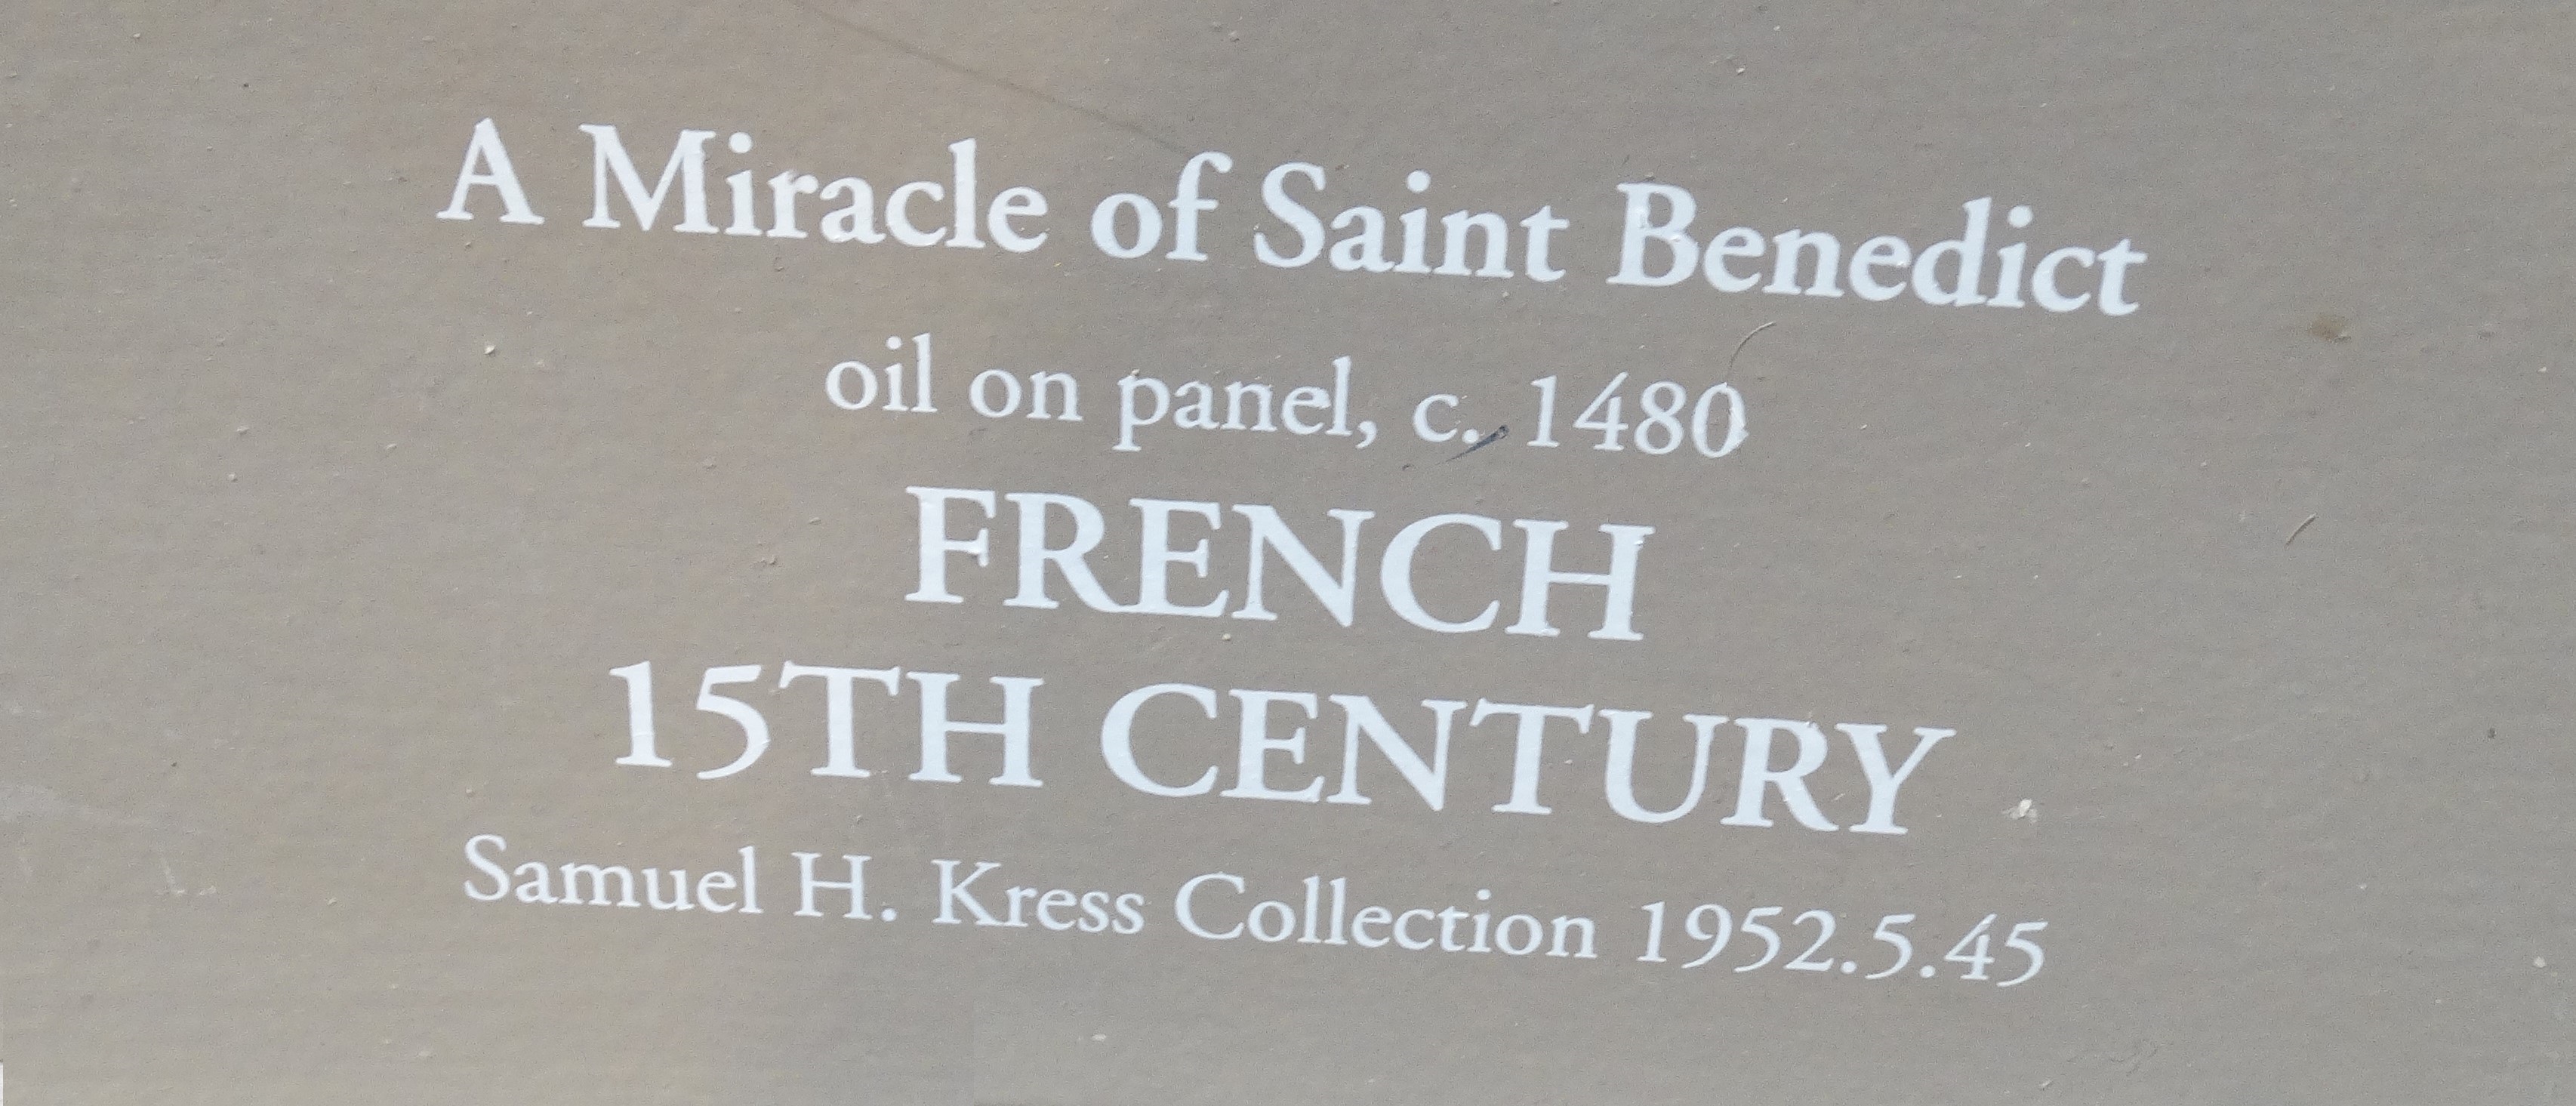 A Miracle of Saint Benedict
oil on panel, c. 1480
FRENCH
15TH CENTURY
Samuel H. Kress Collection 1952.5.45